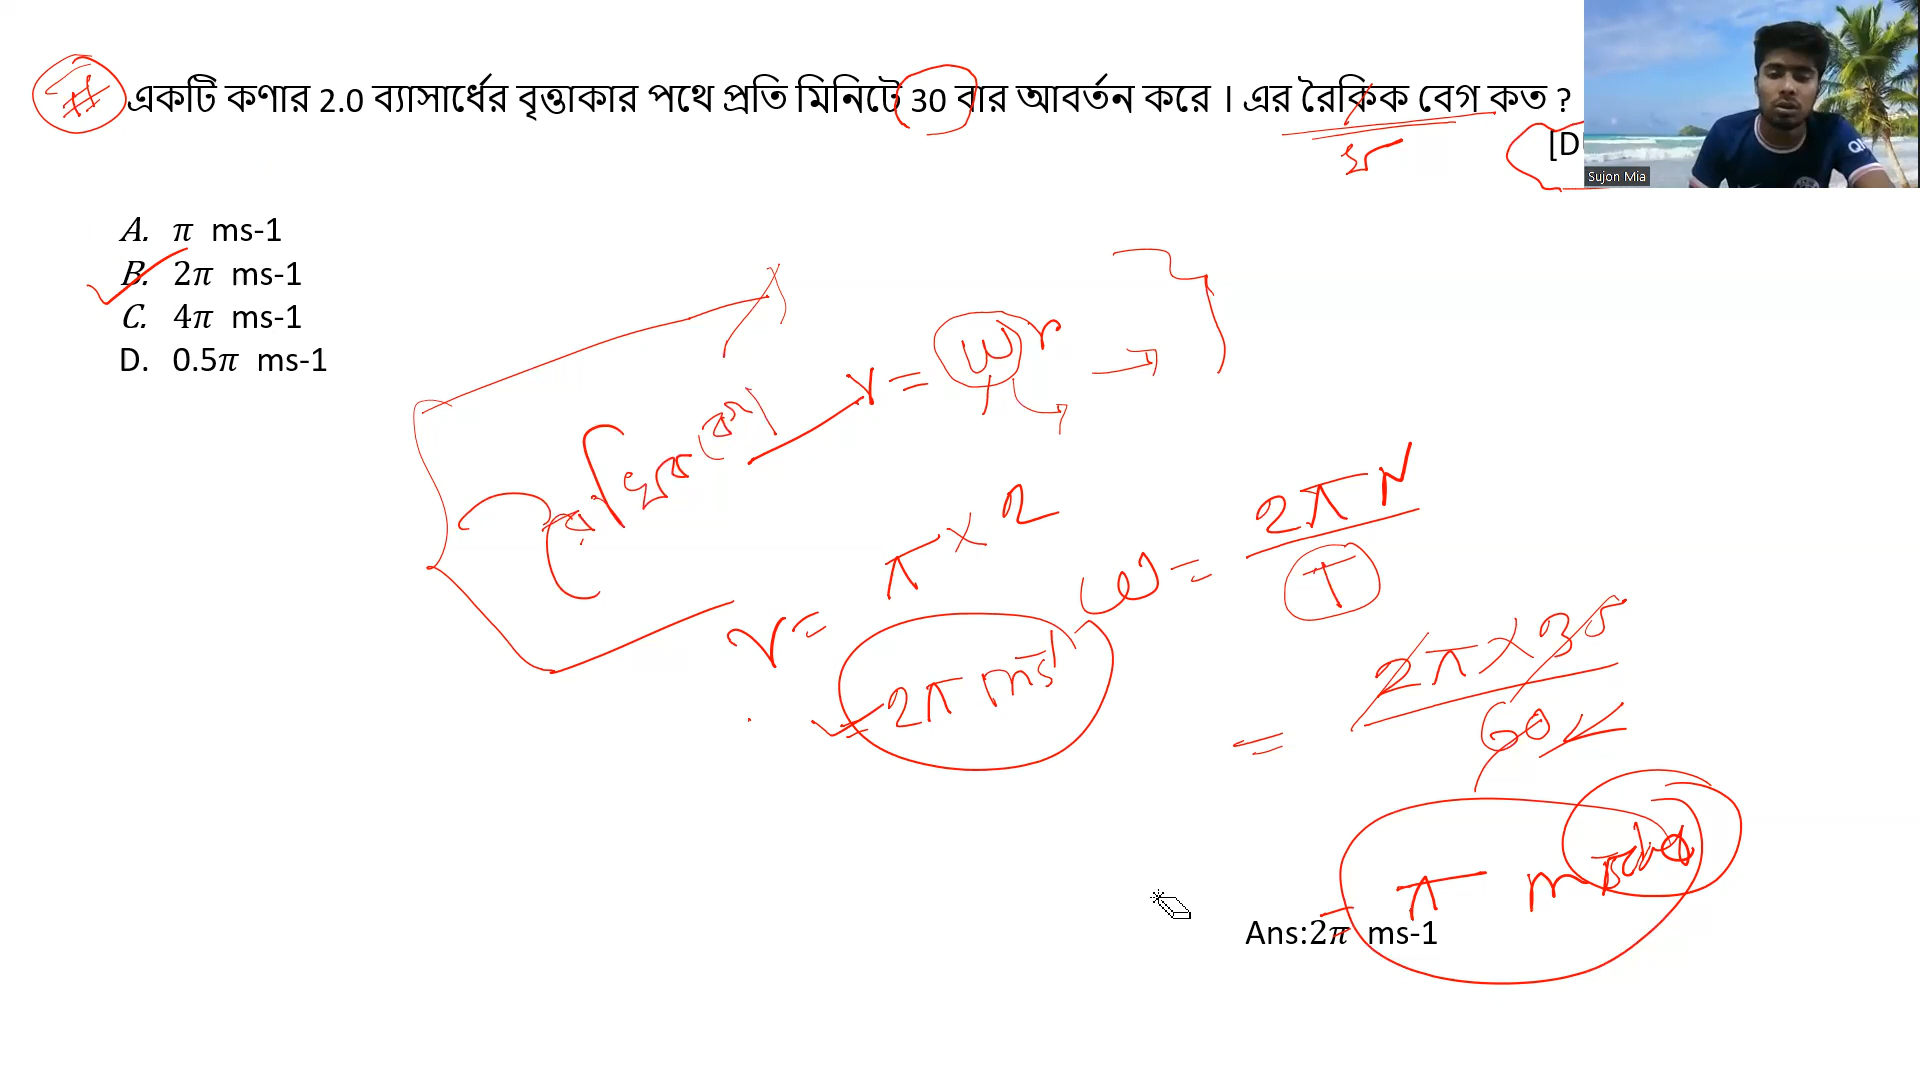 # একটি কণার 2.0 ব্যাসার্ধের বৃত্তাকার পথে প্রতি মিনিটে 30 বার আবর্তন করে । এর রৈকিক বেগ কত ?
[D
Sujon Mia
A. π ms-1
B. 2π ms-1
C. 4π ms-1
D. 0.5π ms-1
v = ωr
v = π × 2
= 2π ms-1
ω = 2πN / T
= 2π × 30 / 60
= π
Ans:2π ms-1